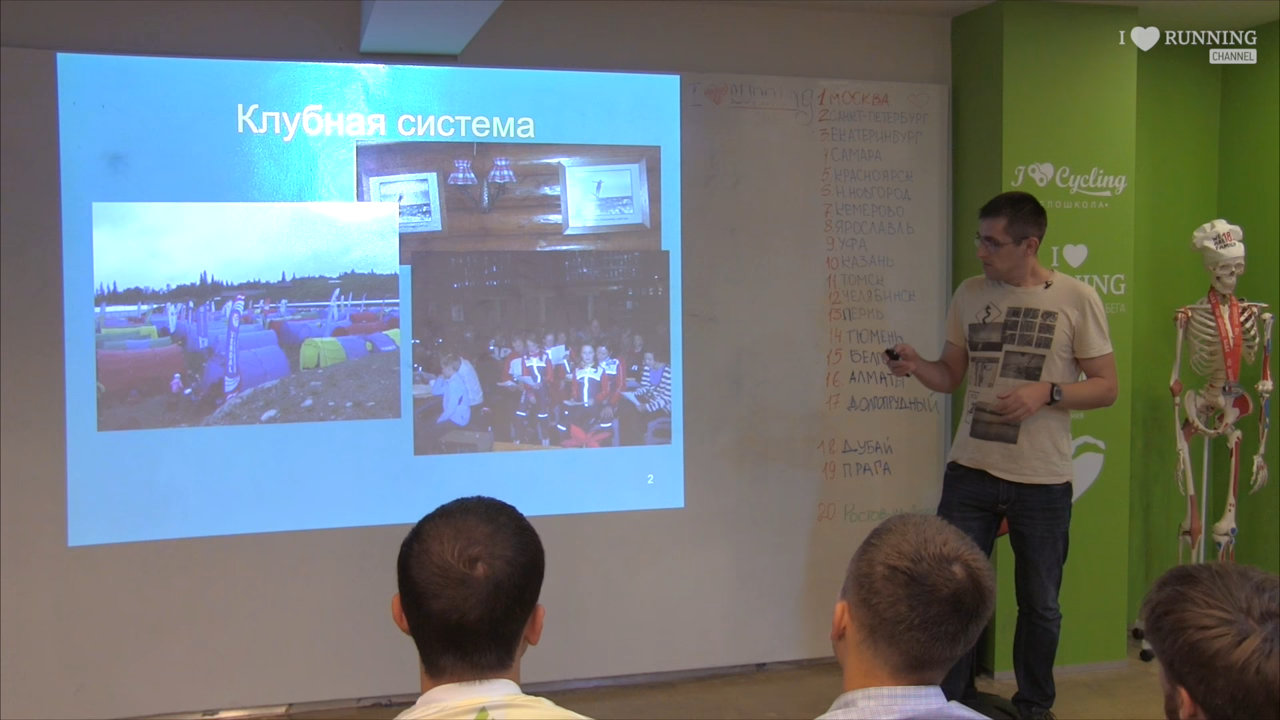 I RUNNING
CHANNEL
Клубная система
2
I running
1 МОСКВА
2 САНКТ-ПЕТЕРБУРГ
3 ЕКАТЕРИНБУРГ
4 САМАРА
5 КРАСНОЯРСК
6 Н.НОВГОРОД
7 КЕМЕРОВО
8 ЯРОСЛАВЛЬ
9 УФА
10 КАЗАНЬ
11 ТОМСК
12 ЧЕЛЯБИНСК
13 ПЕРМЬ
14 ТЮМЕНЬ
15
16 АЛМАТЫ
17 ДОЛГОПРУДНЫЙ
18 ДУБАЙ
19 ПРАГА
20
I Cycling
I